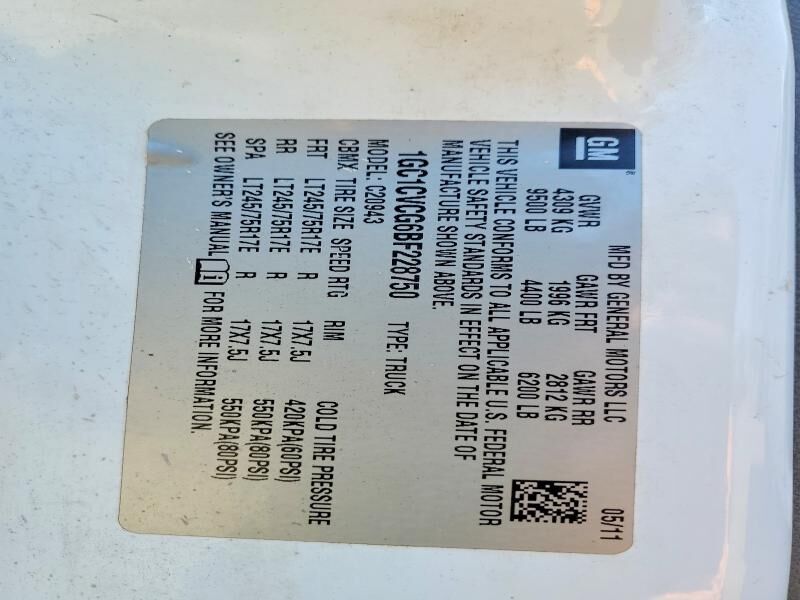 GM
MFD BY GENERAL MOTORS LLC 05/11
GVWR GAWR FRT GAWR RR
4309 KG 1996 KG 2812 KG
9500 LB 4400 LB 6200 LB
THIS VEHICLE CONFORMS TO ALL APPLICABLE U.S. FEDERAL MOTOR
VEHICLE SAFETY STANDARDS IN EFFECT ON THE DATE OF
MANUFACTURE SHOWN ABOVE.
1GC1CVCG6BF228750 TYPE: TRUCK
MODEL: C20943
CBMX TIRE SIZE SPEED RTG RIM COLD TIRE PRESSURE
FRT LT245/75R17E R 17X7.5J 420KPA(60PSI)
RR LT245/75R17E R 17X7.5J 550KPA(80PSI)
SPA LT245/75R17E R 17X7.5J 550KPA(80PSI)
SEE OWNER'S MANUAL FOR MORE INFORMATION.